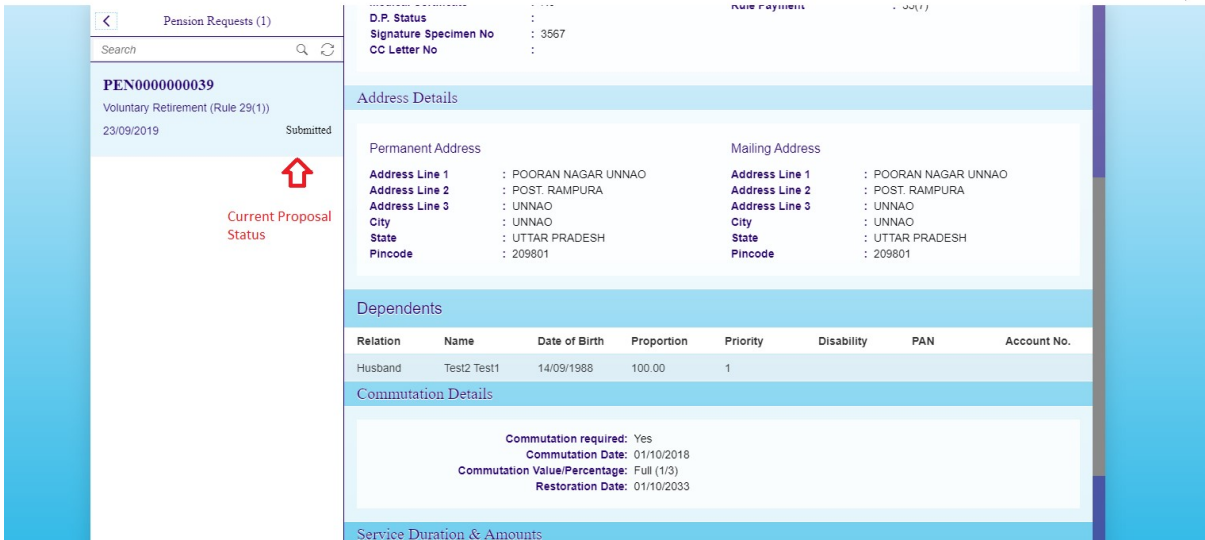 Pension Requests (1)
Search
PEN0000000039
Voluntary Retirement (Rule 29(1))
23/09/2019 Submitted
Current Proposal
Status
Rule Payment : 33(7)
D.P. Status :
Signature Specimen No : 3567
CC Letter No :
Address Details
Permanent Address Mailing Address
Address Line 1 : POORAN NAGAR UNNAO Address Line 1 : POORAN NAGAR UNNAO
Address Line 2 : POST. RAMPURA Address Line 2 : POST. RAMPURA
Address Line 3 : UNNAO Address Line 3 : UNNAO
City : UNNAO City : UNNAO
State : UTTAR PRADESH State : UTTAR PRADESH
Pincode : 209801 Pincode : 209801
Dependents
Relation Name Date of Birth Proportion Priority Disability PAN Account No.
Husband Test2 Test1 14/09/1988 100.00 1
Commutation Details
Commutation required: Yes
Commutation Date: 01/10/2018
Commutation Value/Percentage: Full (1/3)
Restoration Date: 01/10/2033
Service Duration & Amounts